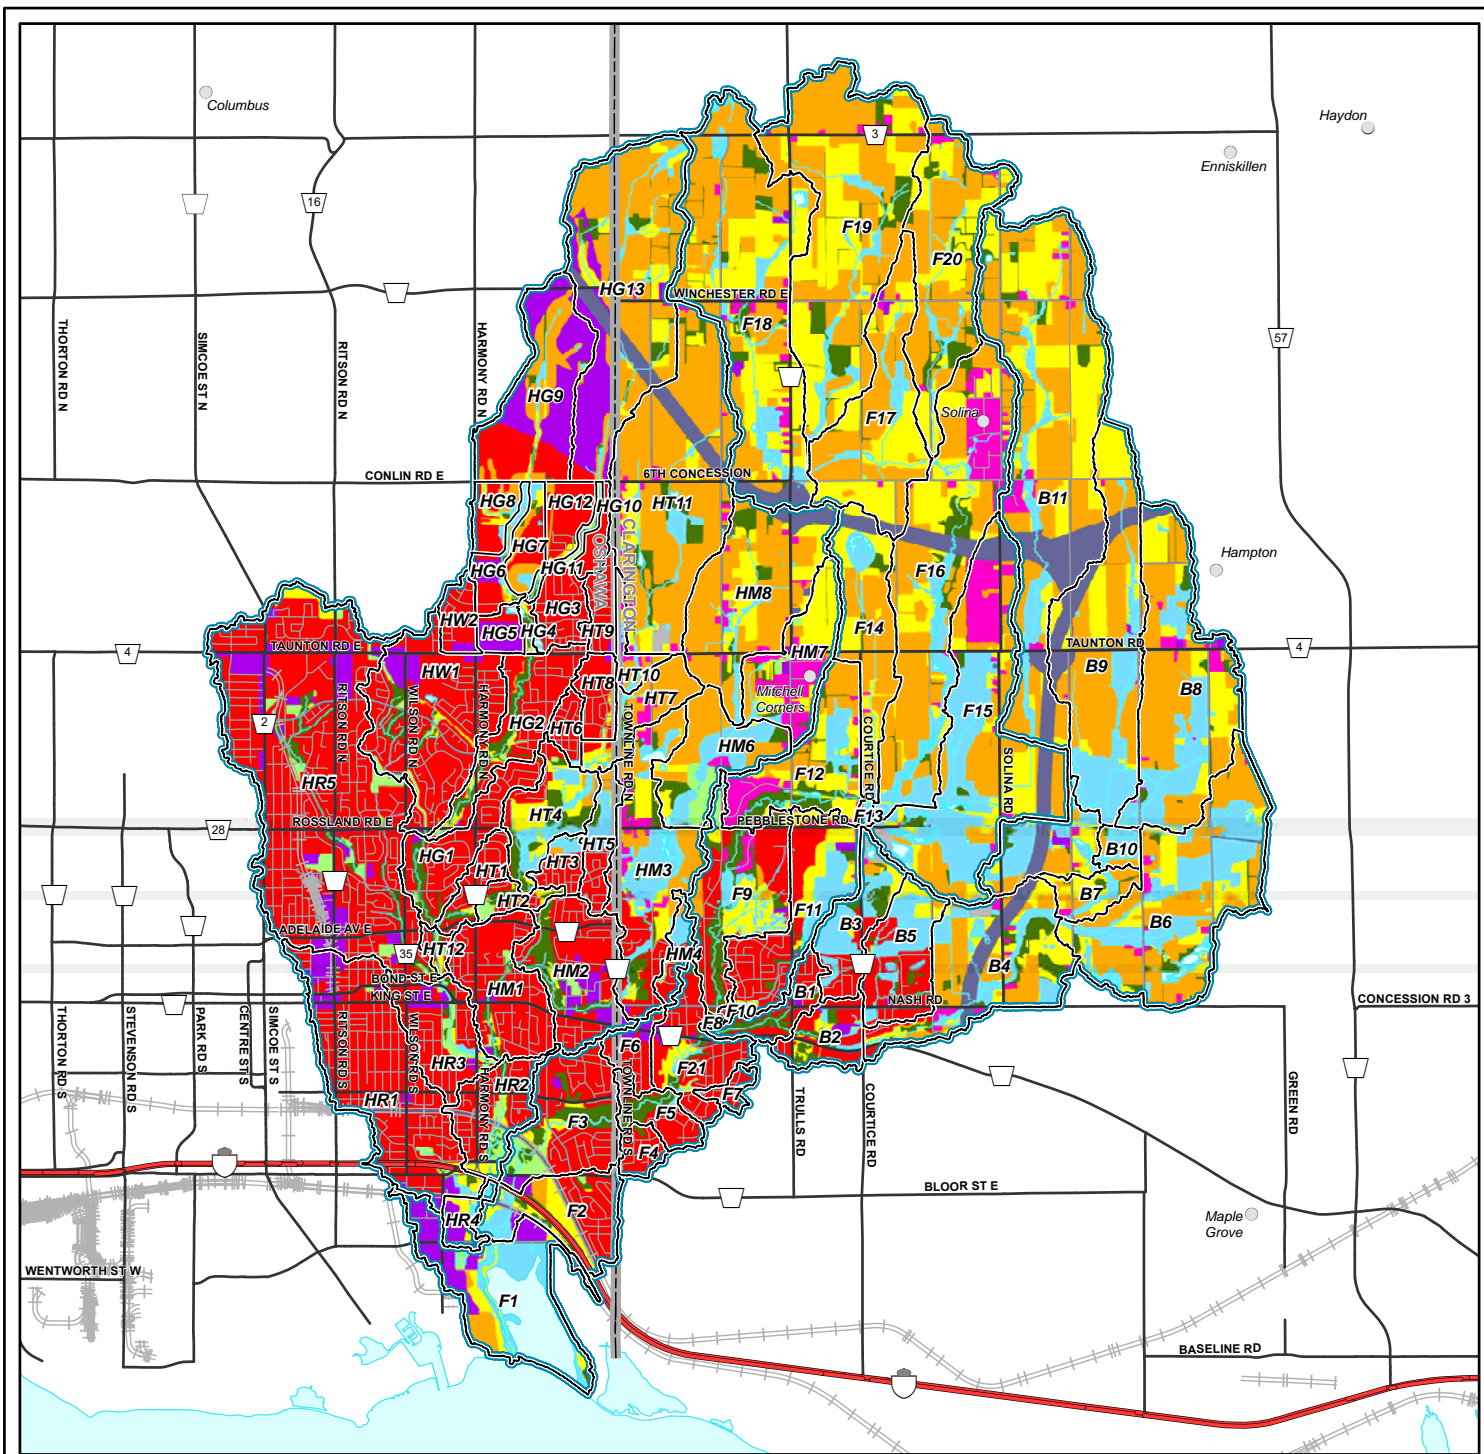 Columbus
Haydon
Enniskillen
3
16
57
F19
F20
HG13
WINCHESTER RD E
F18
THORTON RD N
SIMCOE ST N
RITSON RD N
HARMONY RD N
HG9
F17
Solina
CONLIN RD E
6TH CONCESSION
HG8
HG12
HG10
HT11
B11
CLARINGTON
OSHAWA
HG7
HG6
HG11
F16
Hampton
HM8
HG3
HW2
HG5
HG4
HT9
F14
4
TAUNTON RD E
HM7
TAUNTON RD
4
HW1
HT10
B9
B8
HT8
HT7
Mitchell
Corners
RITSON RD N
WILSON RD N
HARMONY RD N
TOWNLINE RD N
COURTICE RD
F15
2
HG2
HT6
HM6
SOLINA RD
HR5
F12
HT4
28
ROSSLAND RD E
PEBBLESTONE RD
F13
HG1
HT1
HT3
HT5
HM3
B10
HT2
F9
F11
B7
B3
B6
ADELAIDE AV E
HT12
B5
35
HM4
HM2
B4
BOND ST E
HM1
B1
NASH RD
KING ST E
CONCESSION RD 3
F10
F8
THORTON RD S
STEVENSON RD S
PARK RD S
CENTRE ST S
SIMCOE ST S
RITSON RD S
WILSON RD S
F6
B2
HR3
F21
HR2
HARMONY RD S
TOWNLINE RD S
F7
HR1
F5
F3
TRULLS RD
COURTICE RD
GREEN RD
F4
BLOOR ST E
F2
HR4
Maple
Grove
WENTWORTH ST W
F1
BASELINE RD